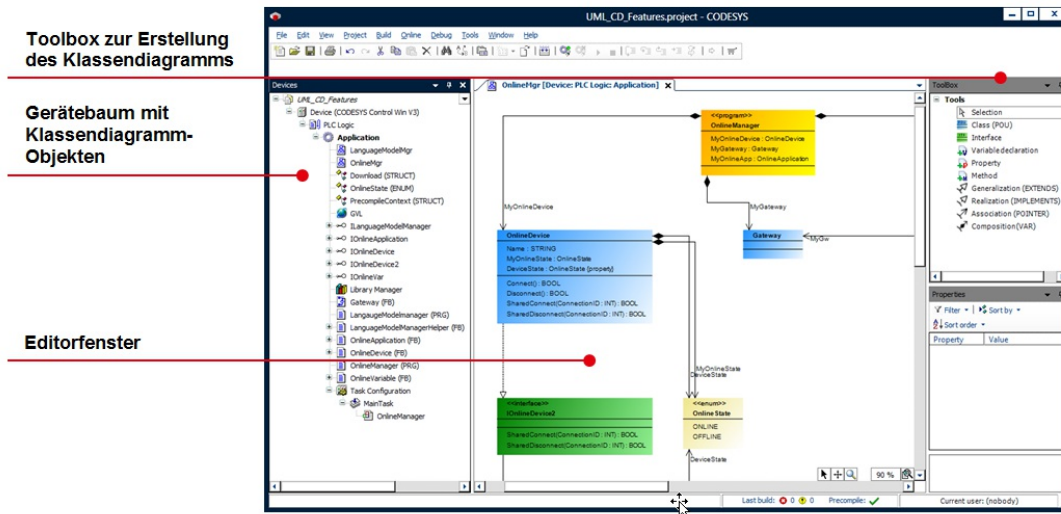 UML_CD_Features.project - CODESYS
File Edit View Project Build Online Debug Tools Window Help
Toolbox zur Erstellung
des Klassendiagramms
Gerätebaum mit
Klassendiagramm-
Objekten
Editorfenster
Devices
UML_CD_Features
Device (CODESYS Control Win V3)
PLC Logic
Application
LanguageModelMgr
OnlineMgr
Download (STRUCT)
OnlineState (ENUM)
PrecompileContext (STRUCT)
GVL
ILanguageModelManager
IOnlineApplication
IOnlineDevice
IOnlineDevice2
IOnlineVar
Library Manager
Gateway (FB)
LangaugeModelmanager (PRG)
LanguageModelManagerHelper (FB)
OnlineApplication (FB)
OnlineDevice (FB)
OnlineManager (PRG)
OnlineVariable (FB)
Task Configuration
MainTask
OnlineManager
OnlineMgr [Device: PLC Logic: Application]
<<program>>
OnlineManager
MyOnlineDevice : OnlineDevice
MyGateway : Gateway
MyOnlineApp : OnlineApplication
MyOnlineDevice
MyGateway
OnlineDevice
Name : STRING
MyOnlineState : OnlineState
DeviceState : OnlineState {property}
Connect() : BOOL
Disconnect() : BOOL
SharedConnect(ConnectionID : INT) : BOOL
SharedDisconnect(ConnectionID : INT) : BOOL
Gateway
MyGw
MyOnlineState
DeviceState
<<interface>>
IOnlineDevice2
SharedConnect(ConnectionID : INT) : BOOL
SharedDisconnect(ConnectionID : INT) : BOOL
<<enum>>
OnlineState
ONLINE
OFFLINE
DeviceState
90 %
ToolBox
Tools
Selection
Class (POU)
Interface
Variabledeclaration
Property
Method
Generalization (EXTENDS)
Realization (IMPLEMENTS)
Association (POINTER)
Composition(VAR)
Properties
Filter
Sort by
Sort order
Property Value
Last build: 0 0 Precompile:
Current user: (nobody)